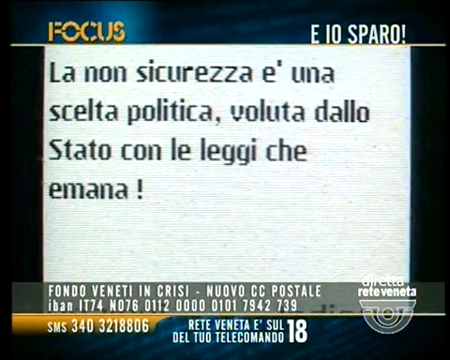 FOCUS
E IO SPARO!
La non sicurezza e' una
scelta politica, voluta dallo
Stato con le leggi che
emana !
FONDO VENETI IN CRISI - NUOVO CC POSTALE
iban IT74 N076 0112 0000 0101 7942 739
diretta
reteveneta
SMS 340 3218806
RETE VENETA E' SUL
DEL TUO TELECOMANDO 18